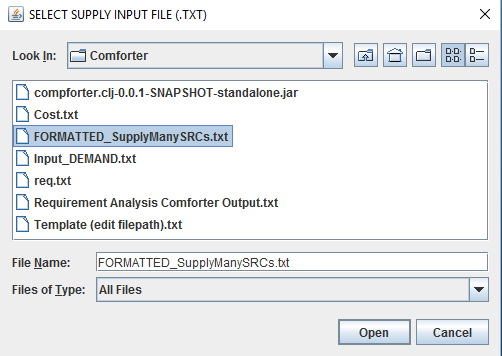 SELECT SUPPLY INPUT FILE (.TXT)
Look In: Comforter
compforter.clj-0.0.1-SNAPSHOT-standalone.jar
Cost.txt
FORMATTED_SupplyManySRCs.txt
Input_DEMAND.txt
req.txt
Requirement Analysis Comforter Output.txt
Template (edit filepath).txt
File Name: FORMATTED_SupplyManySRCs.txt
Files of Type: All Files
Open Cancel